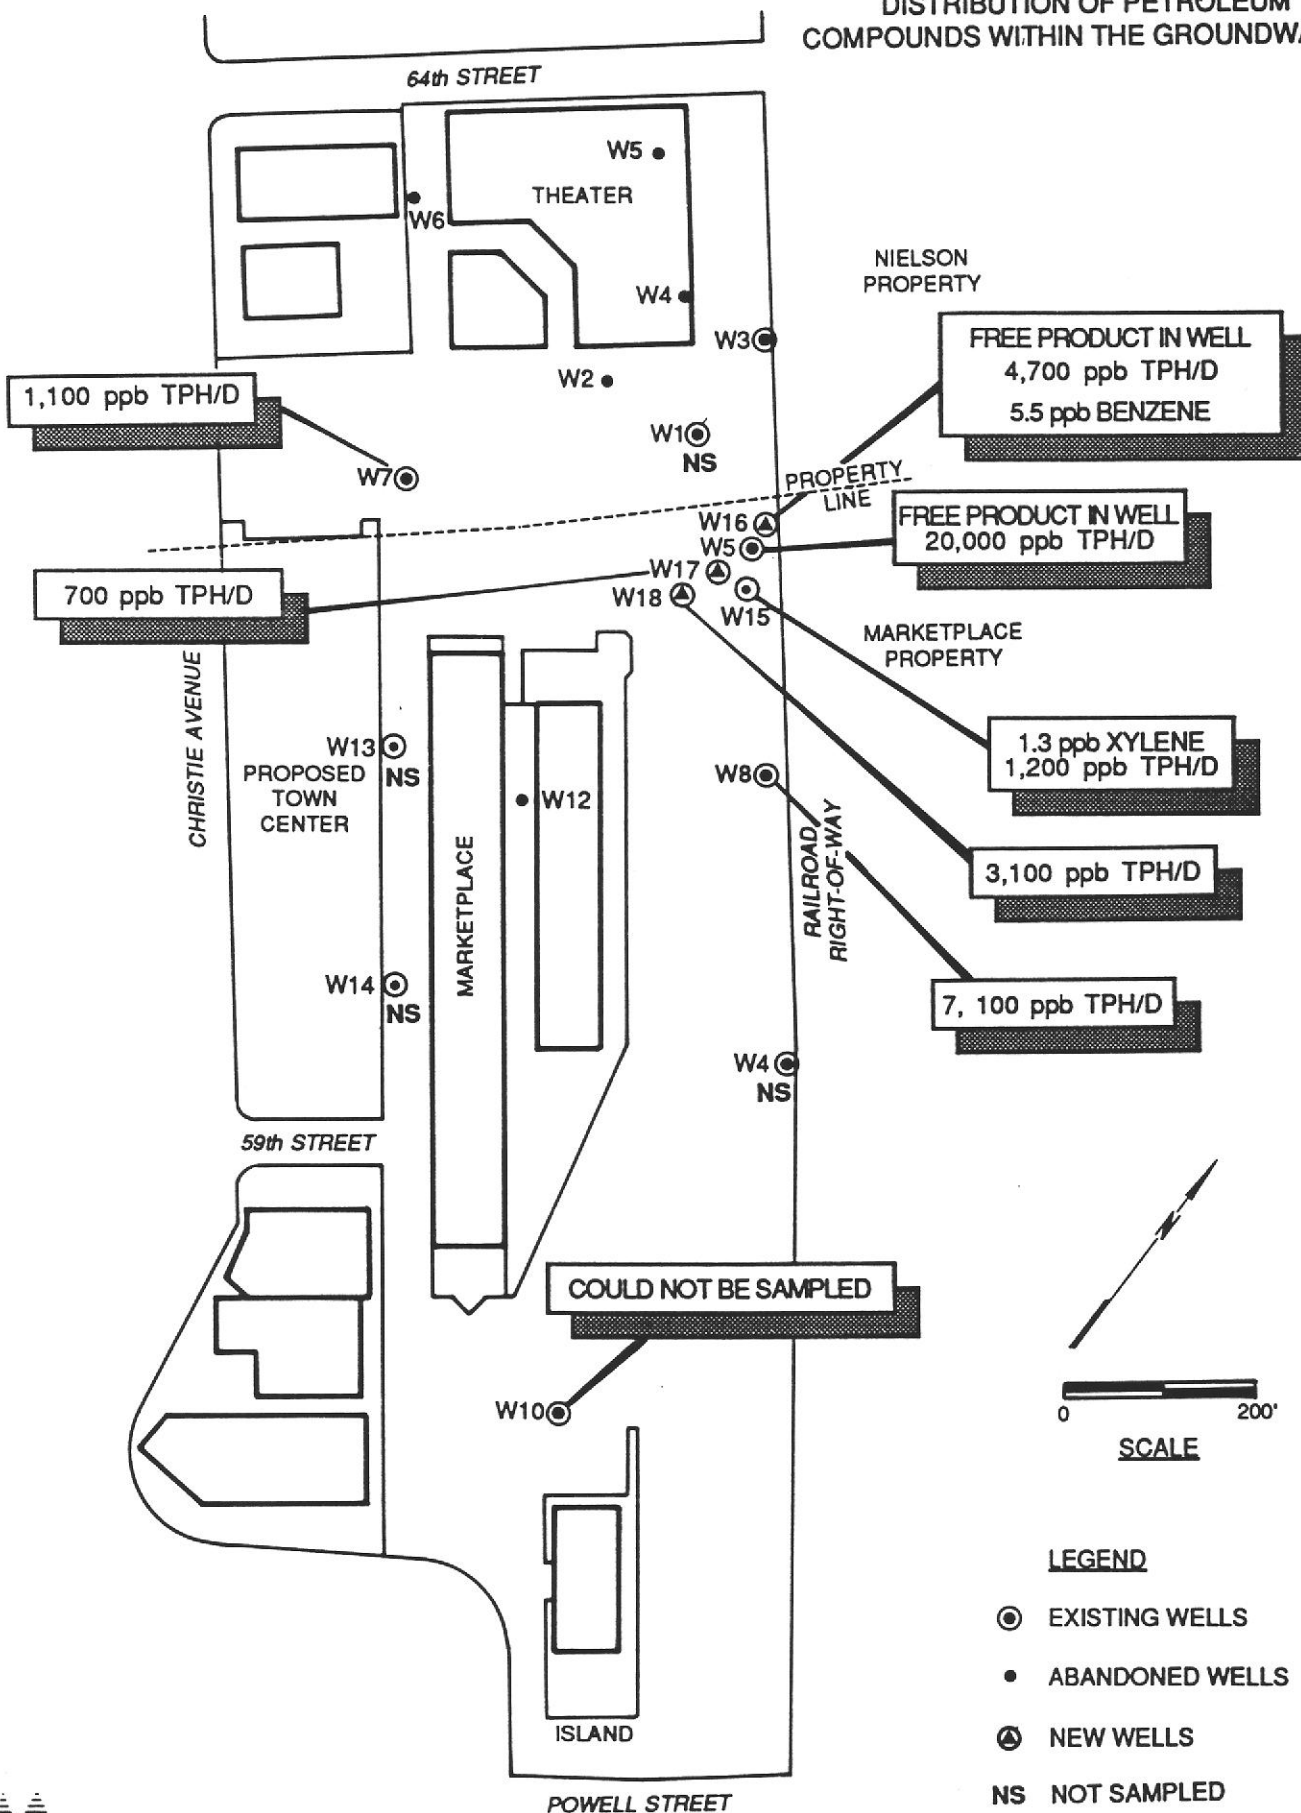 DISTRIBUTION OF PETROLEUM
COMPOUNDS WITHIN THE
64th STREET
W5
THEATER
W6
NIELSON
PROPERTY
W4
FREE PRODUCT IN WELL
4,700 ppb TPH/D
5.5 ppb BENZENE
W3
W2
1,100 ppb TPH/D
W1
NS
W7
PROPERTY
LINE
W16
FREE PRODUCT IN WELL
20,000 ppb TPH/D
W5
W17
700 ppb TPH/D
W18
W15
MARKETPLACE
PROPERTY
CHRISTIE AVENUE
1.3 ppb XYLENE
1,200 ppb TPH/D
W13
NS
PROPOSED
TOWN
CENTER
W8
W12
MARKETPLACE
RAILROAD
RIGHT-OF-WAY
3,100 ppb TPH/D
W14
NS
7, 100 ppb TPH/D
W4
NS
59th STREET
COULD NOT BE SAMPLED
W10
N
0 200'
SCALE
LEGEND
EXISTING WELLS
ABANDONED WELLS
NEW WELLS
NS NOT SAMPLED
ISLAND
POWELL STREET